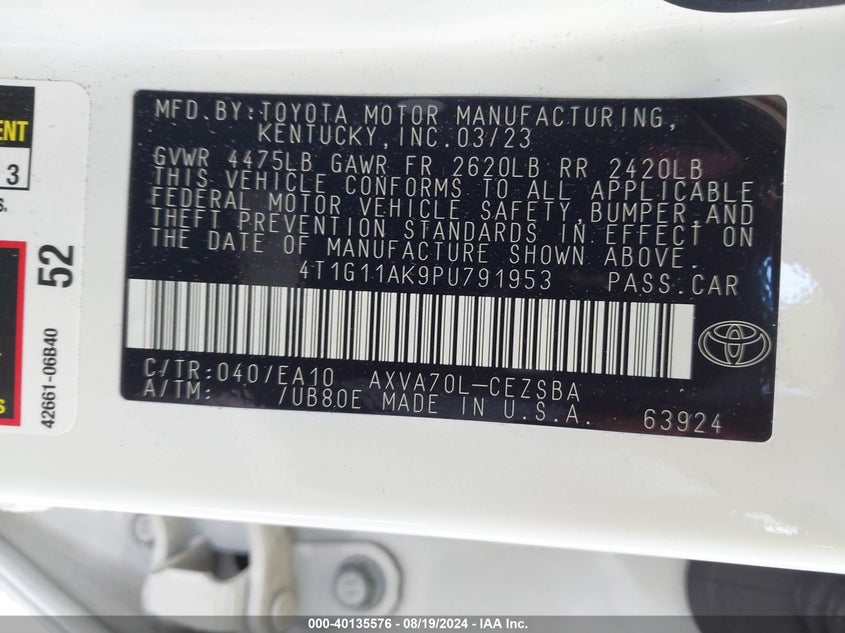 MFD.BY:TOYOTA MOTOR MANUFACTURING,
KENTUCKY,INC.03/23
GVWR 4475LB GAWR FR 2620LB RR 2420LB
THIS VEHICLE CONFORMS TO ALL APPLICABLE
FEDERAL MOTOR VEHICLE SAFETY,BUMPER,AND
THEFT PREVENTION STANDARDS IN EFFECT ON
THE DATE OF MANUFACTURE SHOWN ABOVE.
4T1G11AK9PU791953 PASS.CAR
C/TR:040/EA10 AXVA70L-CEZSBA
A/TM: /UB80E MADE IN U.S.A.
63924
3
52
42661-06B40
000-40135576 - 08/19/2024 - IAAI Inc.